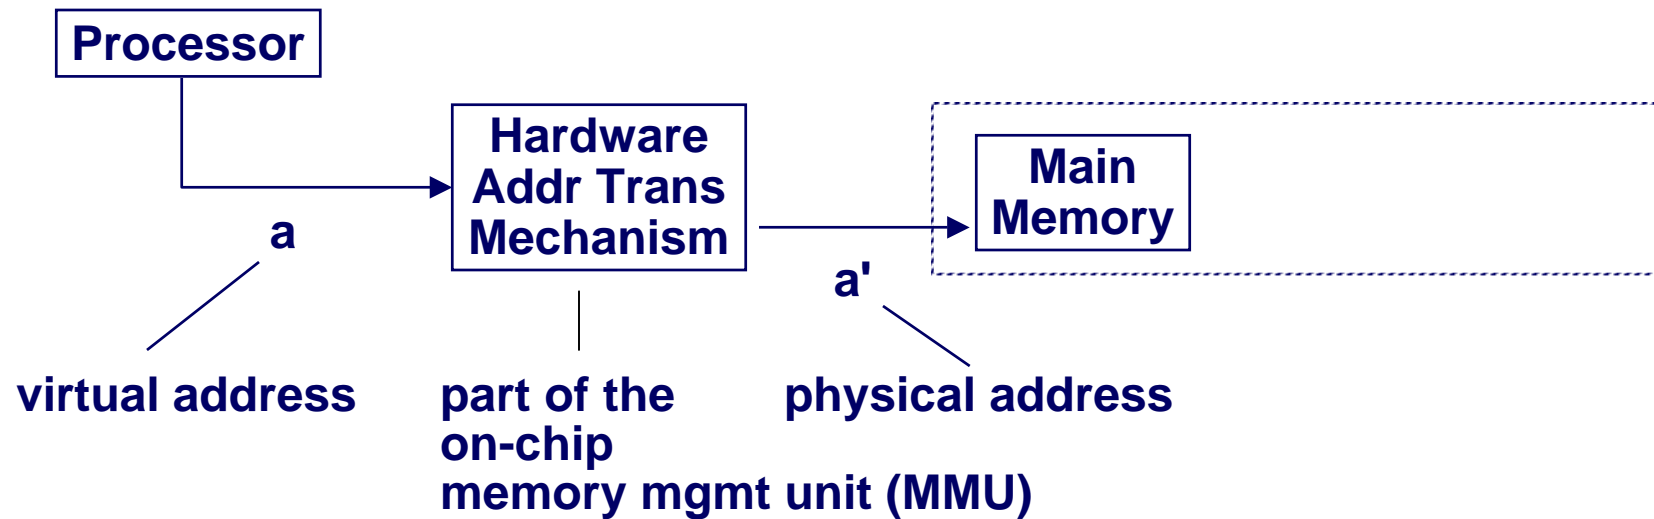 Processor
Hardware
Addr Trans
Mechanism
Main
Memory
a
a'
virtual address
part of the
on-chip
memory mgmt unit (MMU)
physical address